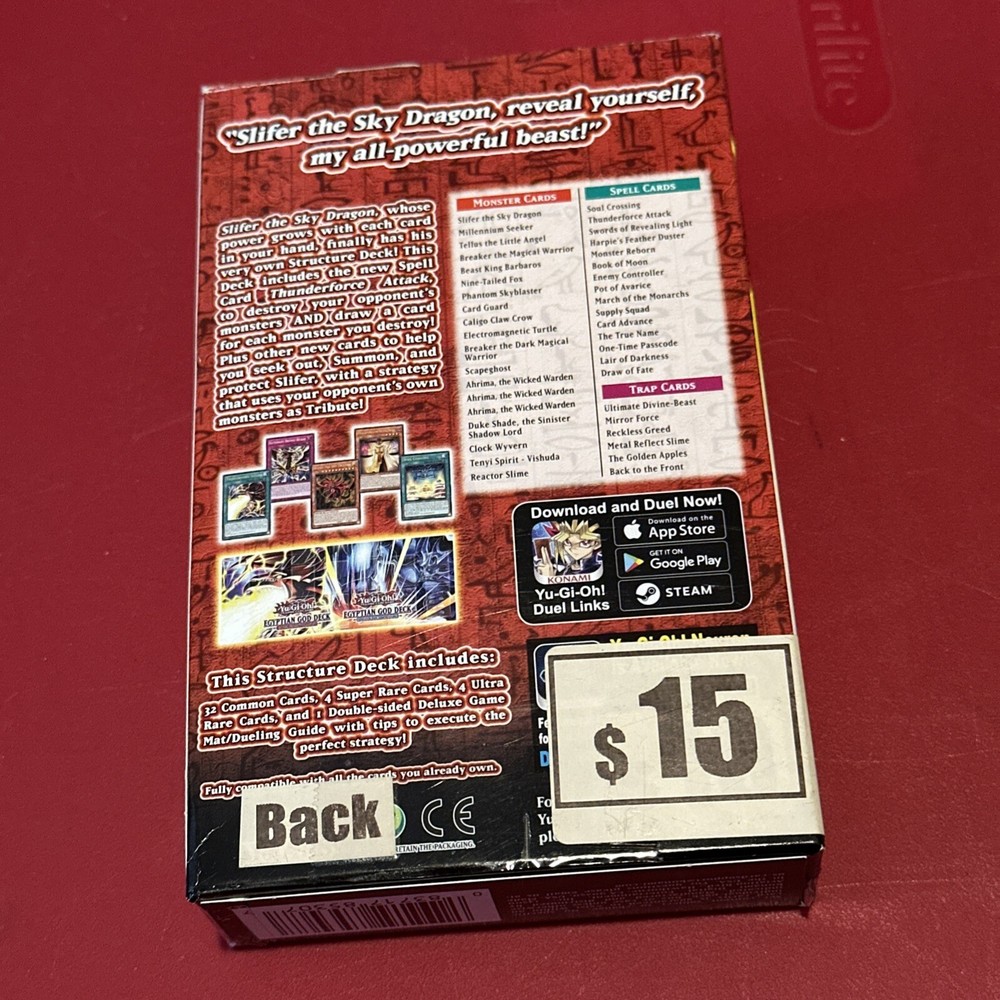 rilite
"Slifer the Sky Dragon, reveal yourself,
my all-powerful beast!"
Slifer the Sky Dragon, whose
power grows with each card
in your hand, finally has his
very own Structure Deck! This
Deck includes the new Spell
Card Thunderforce Attack
to destroy your opponent's
monsters AND draw a card
for each monster you destroy!
Plus other new cards to help
you seek out, Summon, and
protect Slifer, with a strategy
that uses your opponent's own
monsters as Tribute!
MONSTER CARDS
Slifer the Sky Dragon
Millennium Seeker
Tellus the Little Angel
Breaker the Magical Warrior
Beast King Barbaros
Nine-Tailed Fox
Phantom Skyblaster
Card Guard
Caligo Claw Crow
Electromagnetic Turtle
Breaker the Dark Magical
Warrior
Scapeghost
Ahrima, the Wicked Warden
Ahrima, the Wicked Warden
Ahrima, the Wicked Warden
Duke Shade, the Sinister
Shadow Lord
Clock Wyvern
Tenyi Spirit - Vishuda
Reactor Slime
SPELL CARDS
Soul Crossing
Thunderforce Attack
Swords of Revealing Light
Harpie's Feather Duster
Monster Reborn
Book of Moon
Enemy Controller
Pot of Avarice
March of the Monarchs
Supply Squad
Card Advance
The True Name
One-Time Passcode
Lair of Darkness
Draw of Fate
TRAP CARDS
Ultimate Divine-Beast
Mirror Force
Reckless Greed
Metal Reflect Slime
The Golden Apples
Back to the Front
Yu-Gi-Oh!
EGYPTIAN GOD DECK
Yu-Gi-Oh!
EGYPTIAN GOD DECK
Download and Duel Now!
KONAMI
Yu-Gi-Oh!
Duel Links
Download on the
App Store
GET IT ON
Google Play
STEAM
This Structure Deck includes:
32 Common Cards, 4 Super Rare Cards, 4 Ultra
Rare Cards, and 1 Double-sided Deluxe Game
Mat/Dueling Guide with tips to execute the
perfect strategy!
Fully compatible with all the cards you already own.
$15
Back
CE
RETAIN THE PACKAGING